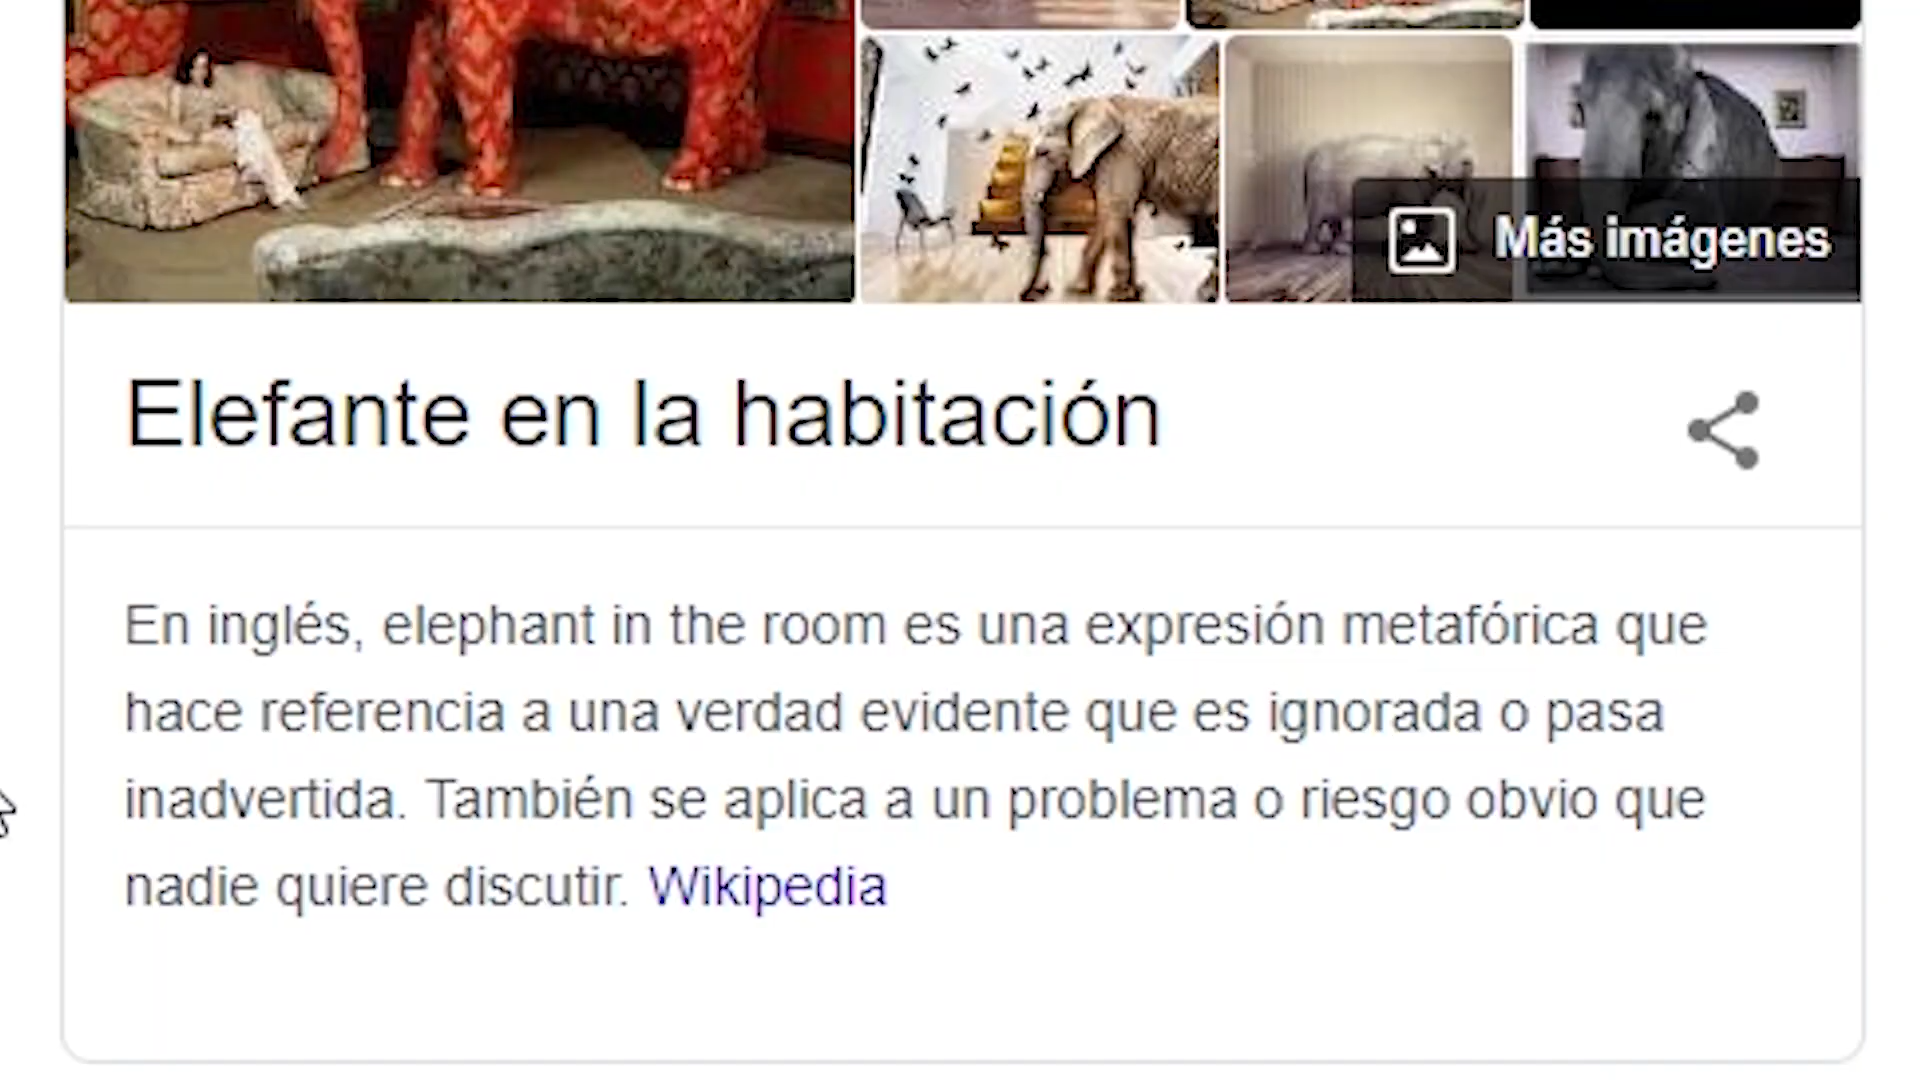 Más imágenes
Elefante en la habitación
En inglés, elephant in the room es una expresión metafórica que
hace referencia a una verdad evidente que es ignorada o pasa
inadvertida. También se aplica a un problema o riesgo obvio que
nadie quiere discutir. Wikipedia